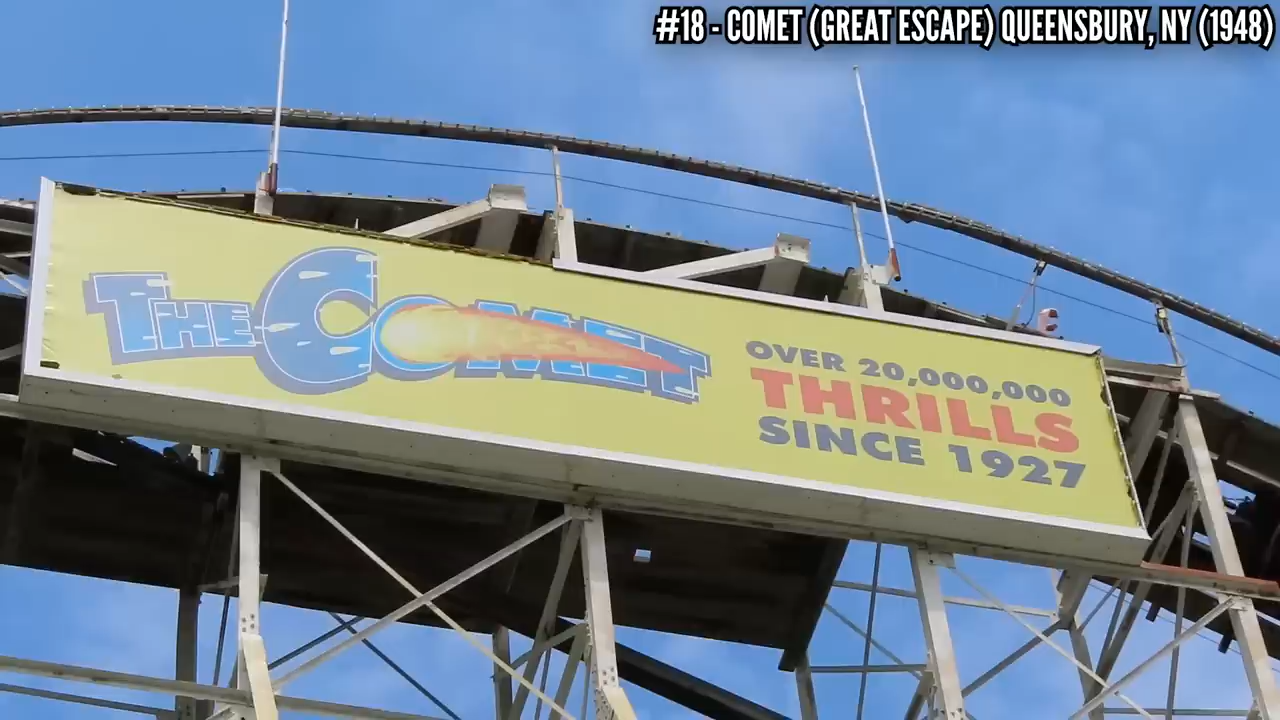 #18 - COMET (GREAT ESCAPE) QUEENSBURY, NY (1948)
THE COMET
OVER 20,000,000
THRILLS
SINCE 1927